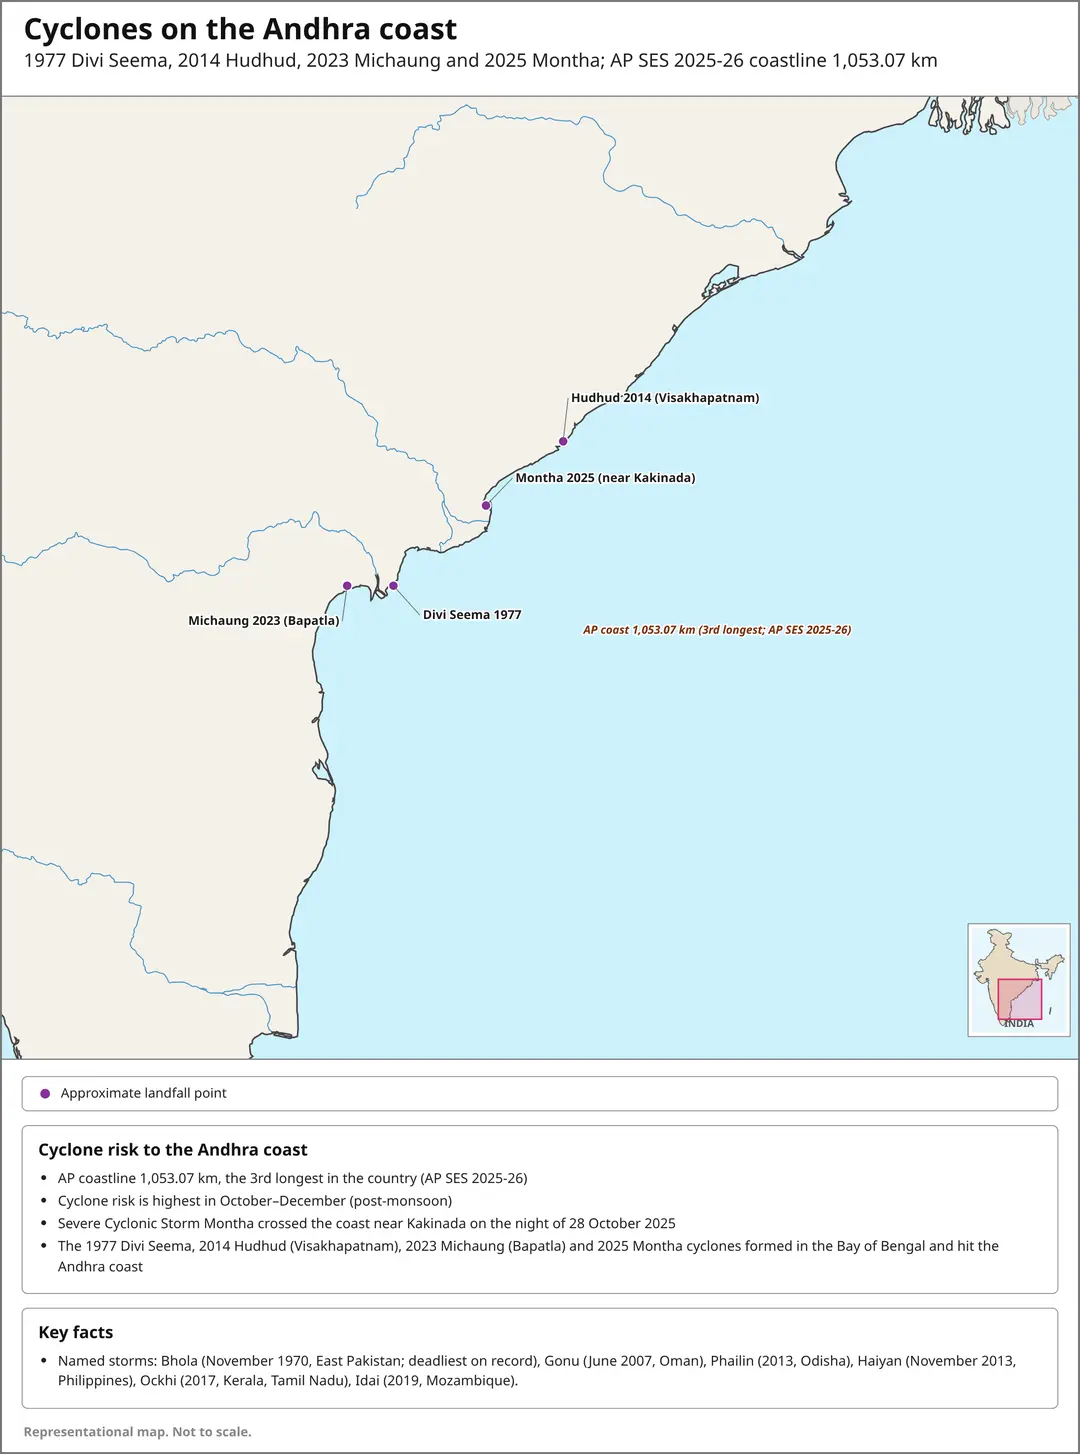 Cyclones on the Andhra coast
1977 Divi Seema, 2014 Hudhud, 2023 Michaung and 2025 Montha; AP SES 2025-26 coastline 1,053.07 km
Hudhud 2014 (Visakhapatnam)
Montha 2025 (near Kakinada)
Divi Seema 1977
Michaung 2023 (Bapatla)
AP coast 1,053.07 km (3rd longest; AP SES 2025-26)
INDIA
Approximate landfall point
Cyclone risk to the Andhra coast
• AP coastline 1,053.07 km, the 3rd longest in the country (AP SES 2025-26)
• Cyclone risk is highest in October–December (post-monsoon)
• Severe Cyclonic Storm Montha crossed the coast near Kakinada on the night of 28 October 2025
• The 1977 Divi Seema, 2014 Hudhud (Visakhapatnam), 2023 Michaung (Bapatla) and 2025 Montha cyclones formed in the Bay of Bengal and hit the
Andhra coast
Key facts
• Named storms: Bhola (November 1970, East Pakistan; deadliest on record), Gonu (June 2007, Oman), Phailin (2013, Odisha), Haiyan (November 2013,
Philippines), Ockhi (2017, Kerala, Tamil Nadu), Idai (2019, Mozambique).
Representational map. Not to scale.